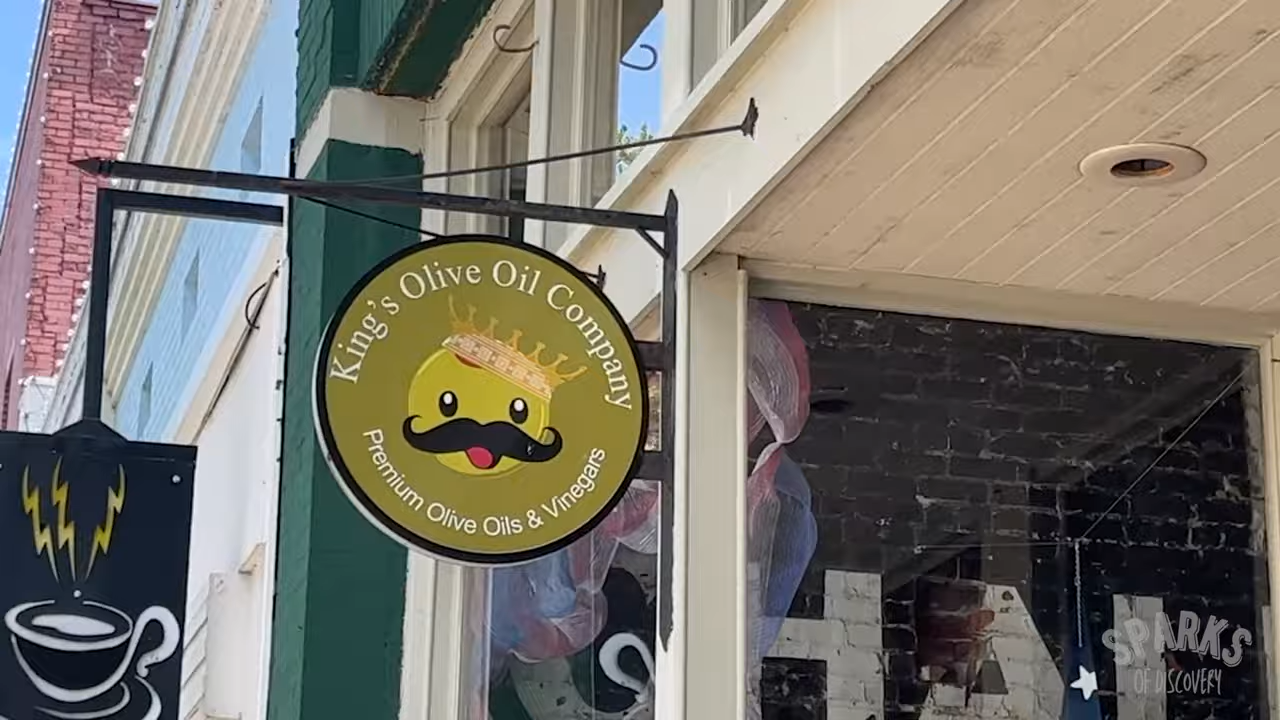 King's Olive Oil Company
Premium Olive Oils & Vinegars
SPARKS
OF DISCOVERY